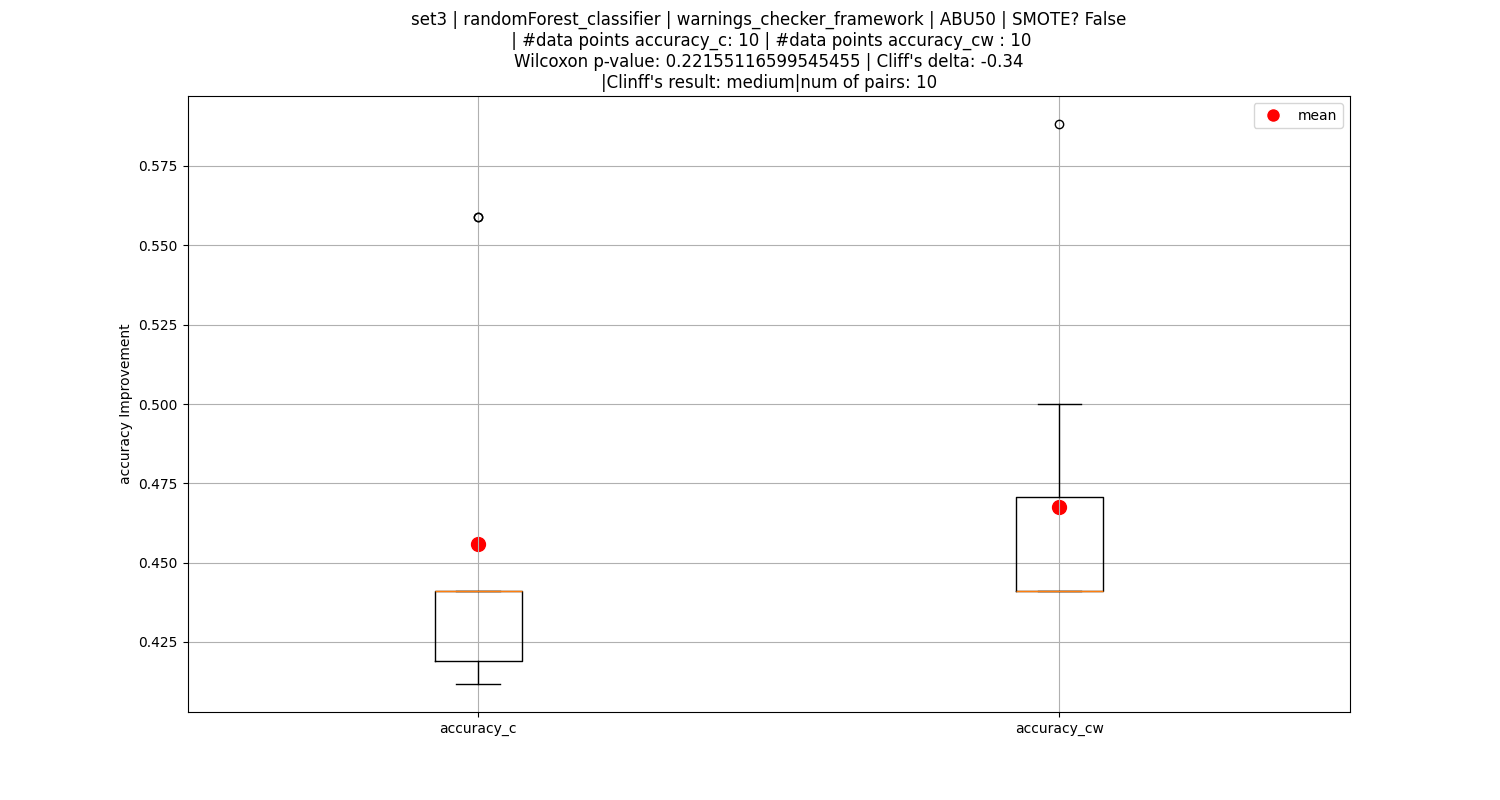 set3 | randomForest_classifier | warnings_checker_framework | ABU50 | SMOTE? False
| #data points accuracy_c: 10 | #data points accuracy_cw : 10
Wilcoxon p-value: 0.22155116599545455 | Cliff's delta: -0.34
|Clinff's result: medium|num of pairs: 10
mean
0.575
0.550
0.525
0.500
0.475
0.450
0.425
accuracy Improvement
accuracy_c
accuracy_cw